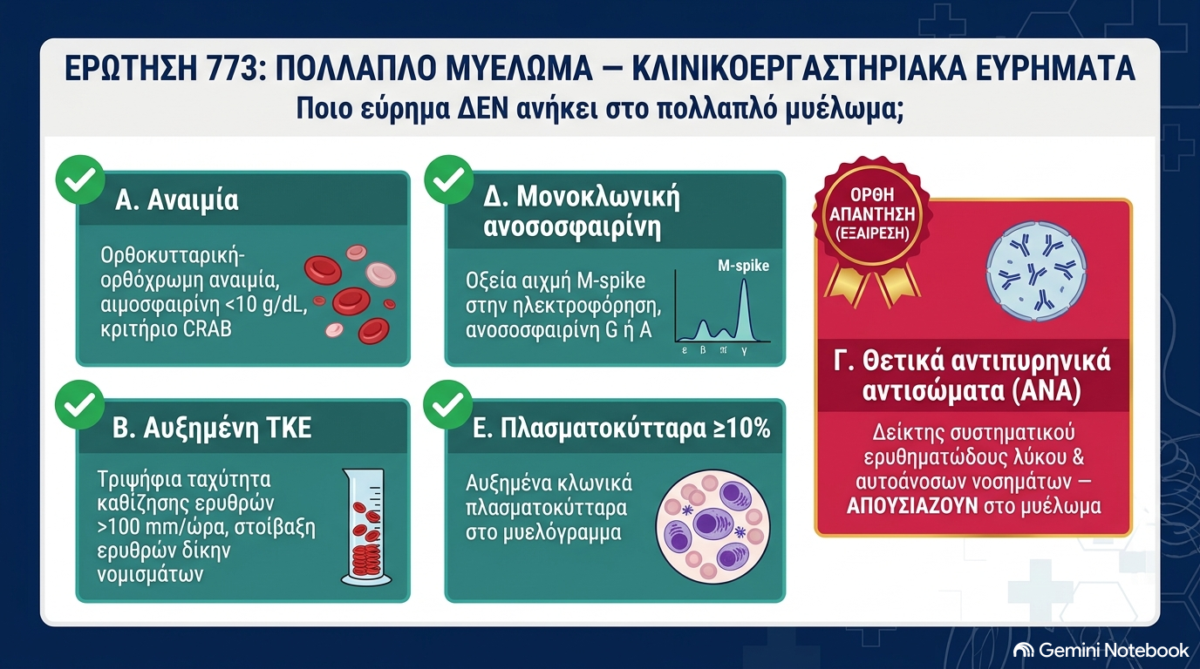 ΕΡΩΤΗΣΗ 773: ΠΟΛΛΑΠΛΟ ΜΥΕΛΩΜΑ – ΚΛΙΝΙΚΟΕΡΓΑΣΤΗΡΙΑΚΑ ΕΥΡΗΜΑΤΑ
Ποιο εύρημα ΔΕΝ ανήκει στο πολλαπλό μυέλωμα;
Α. Αναιμία
Ορθοκυτταρική-
ορθόχρωμη αναιμία,
αιμοσφαιρίνη <10 g/dL,
κριτήριο CRAB
Δ. Μονοκλωνική
ανοσοσφαιρίνη
Οξεία αιχμή M-spike
στην ηλεκτροφόρηση,
ανοσοσφαιρίνη G ή A
M-spike
ε β π γ
Β. Αυξημένη ΤΚΕ
Τριψήφια ταχύτητα
καθίζησης ερυθρών
>100 mm/ώρα, στοίβαξη
ερυθρών δίκην
νομισμάτων
Ε. Πλασματοκύτταρα ≥10%
Αυξημένα κλωνικά
πλασματοκύτταρα
στο μυελόγραμμα
ΟΡΘΗ
ΑΠΑΝΤΗΣΗ
(ΕΞΑΙΡΕΣΗ)
Γ. Θετικά αντιπυρηνικά
αντισώματα (ANA)
Δείκτης συστηματικού
ερυθηματώδους λύκου &
αυτοάνοσων νοσημάτων –
ΑΠΟΥΣΙΑΖΟΥΝ στο μυέλωμα
Gemini Notebook